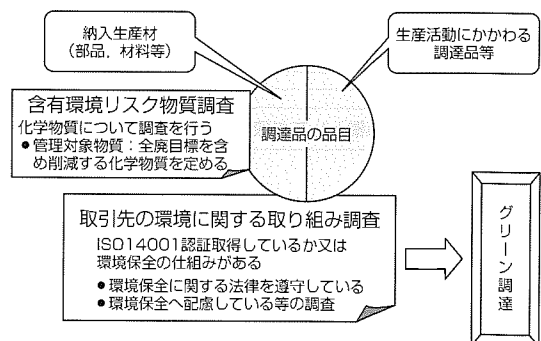 納入生産材
（部品，材料等）
生産活動にかかわる
調達品等
含有環境リスク物質調査
化学物質について調査を行う
●管理対象物質：全廃目標を含
め削減する化学物質を定める
調達品の品目
取引先の環境に関する取り組み調査
ISO14001認証取得しているか又は
環境保全の仕組みがある
●環境保全に関する法律を遵守している
●環境保全へ配慮している等の調査
グリーン調達